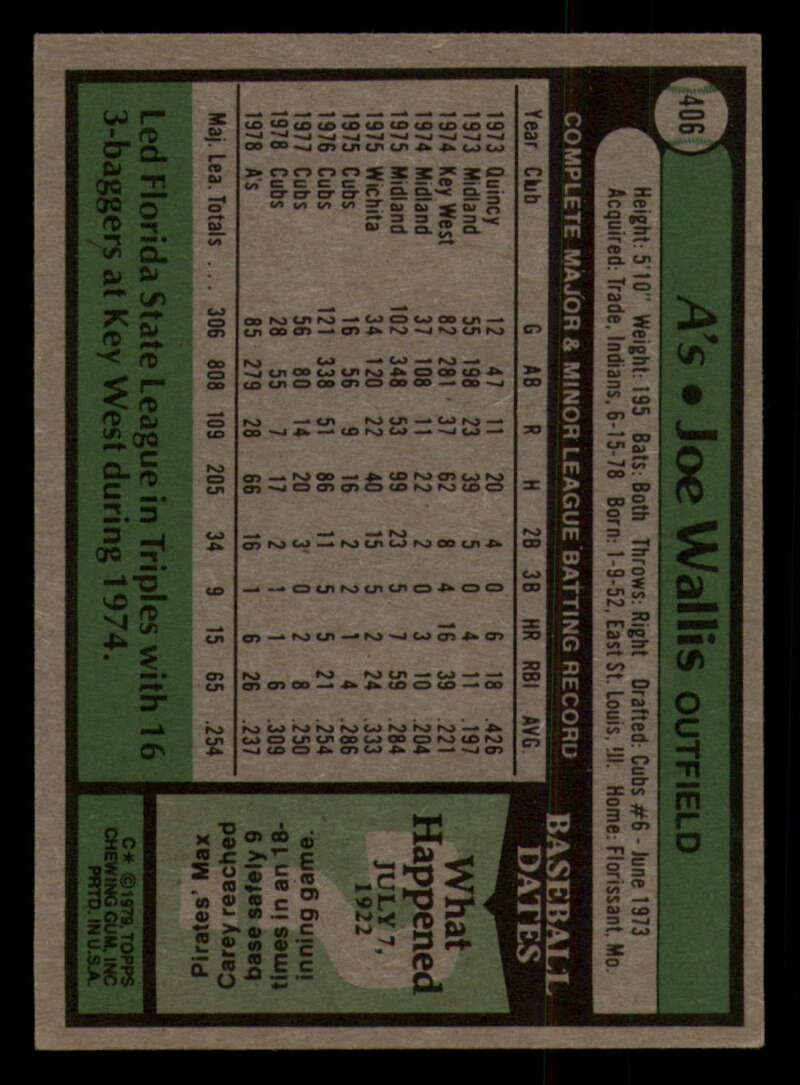 406
A's • Joe Wallis OUTFIELD
Height: 5'10" Weight: 195 Bats: Both Throws: Right Drafted: Cubs #6 - June 1973
Acquired: Trade, Indians, 6-15-78 Born: 1-9-52, East St. Louis, Ill. Home: Florissant, Mo.
COMPLETE MAJOR & MINOR LEAGUE BATTING RECORD
Year Club G AB R H 2B 3B HR RBI AVG.
1973 Quincy 12 47 11 20 4 0 6 18 .426
1973 Midland 55 198 23 39 5 0 4 11 .197
1974 Key West 82 281 37 62 8 4 16 39 .221
1974 Midland 37 108 11 22 2 0 3 10 .204
1975 Midland 102 348 53 99 23 5 7 59 .284
1975 Wichita 34 120 22 40 15 5 2 24 .333
1975 Cubs 16 56 9 16 2 2 1 4 .286
1976 Cubs 121 338 51 86 11 5 5 21 .254
1977 Cubs 56 80 14 20 3 0 2 8 .250
1978 Cubs 28 55 7 17 2 1 1 6 .309
1978 A's 85 279 28 66 16 1 6 26 .237
Maj. Lea. Totals . . . 306 808 109 205 34 9 15 65 .254
Led Florida State League in Triples with 16
3-baggers at Key West during 1974.
BASEBALL
DATES
What
Happened
JULY 7,
1922
Pirates' Max
Carey reached
base safely 9
times in an 18-
inning game.
C* ©1979, TOPPS
CHEWING GUM, INC
PRTD. IN U.S.A.